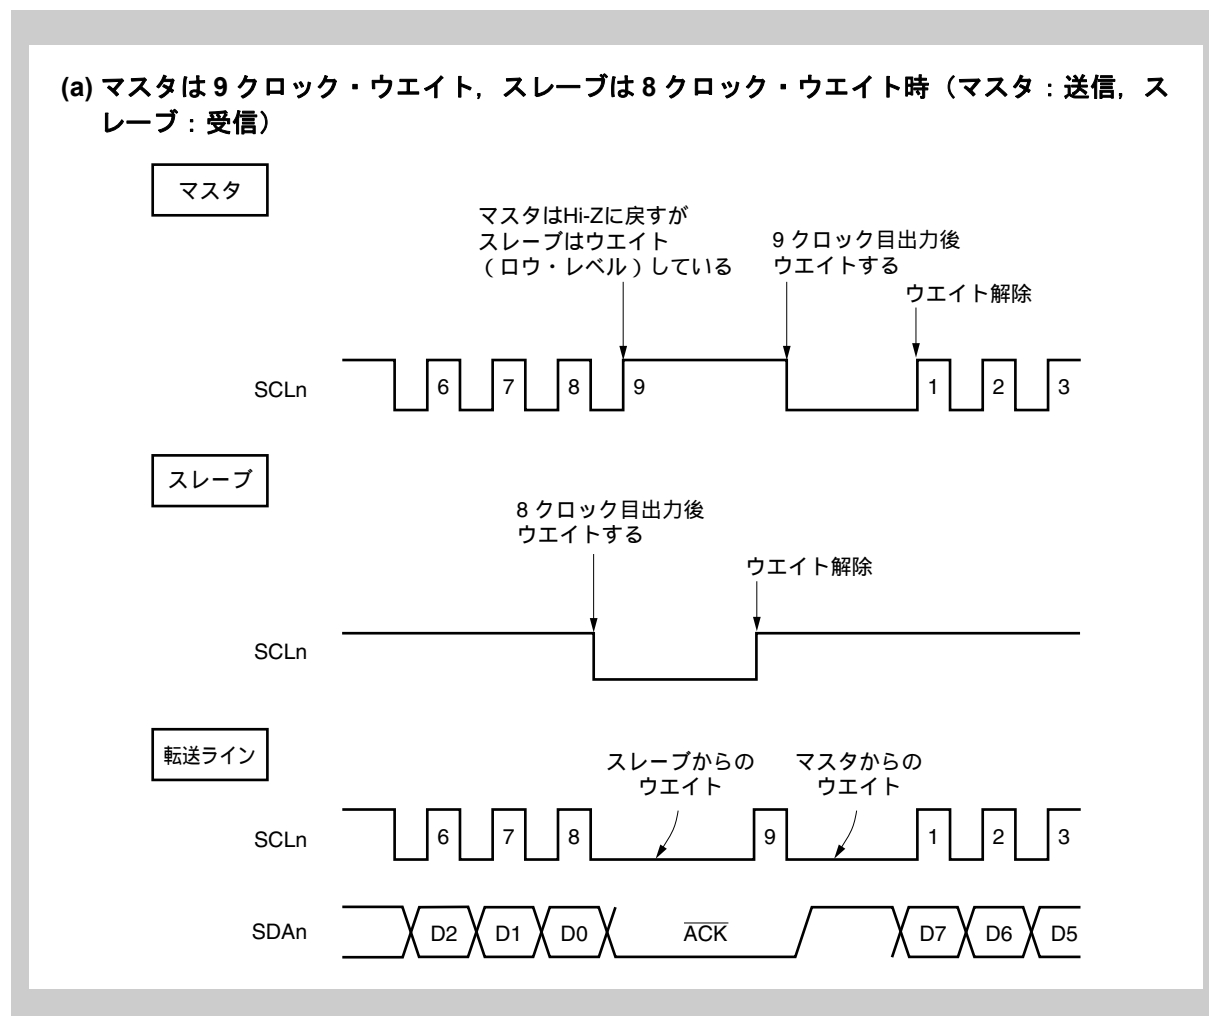 (a) マスタは 9 クロック・ウエイト，スレーブは 8 クロック・ウエイト時（マスタ：送信，ス
レーブ：受信）
マスタ
マスタはHi-Zに戻すが
スレーブはウエイト
（ロウ・レベル）している
9 クロック目出力後
ウエイトする
ウエイト解除
SCLn
6 7 8 9 1 2 3
スレーブ
8 クロック目出力後
ウエイトする
ウエイト解除
SCLn
転送ライン
スレーブからの
ウエイト
マスタからの
ウエイト
SCLn
6 7 8 9 1 2 3
SDAn
D2 D1 D0 A̅C̅K̅ D7 D6 D5